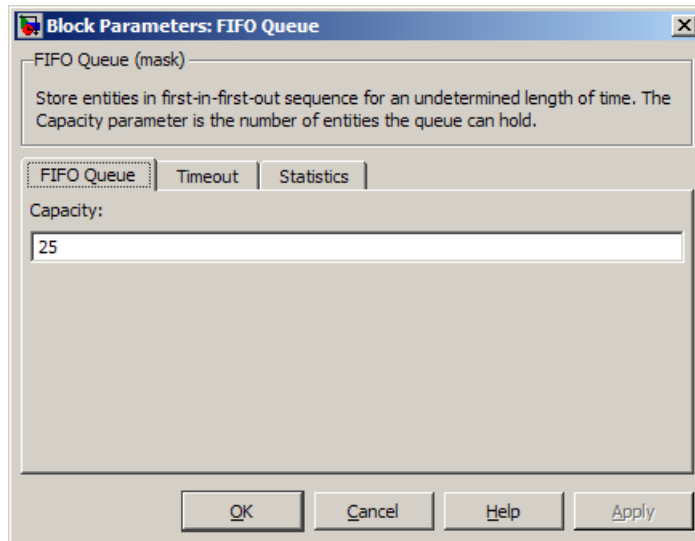 Block Parameters: FIFO Queue
FIFO Queue (mask)
Store entities in first-in-first-out sequence for an undetermined length of time. The
Capacity parameter is the number of entities the queue can hold.
FIFO Queue Timeout Statistics
Capacity:
25
OK Cancel Help Apply